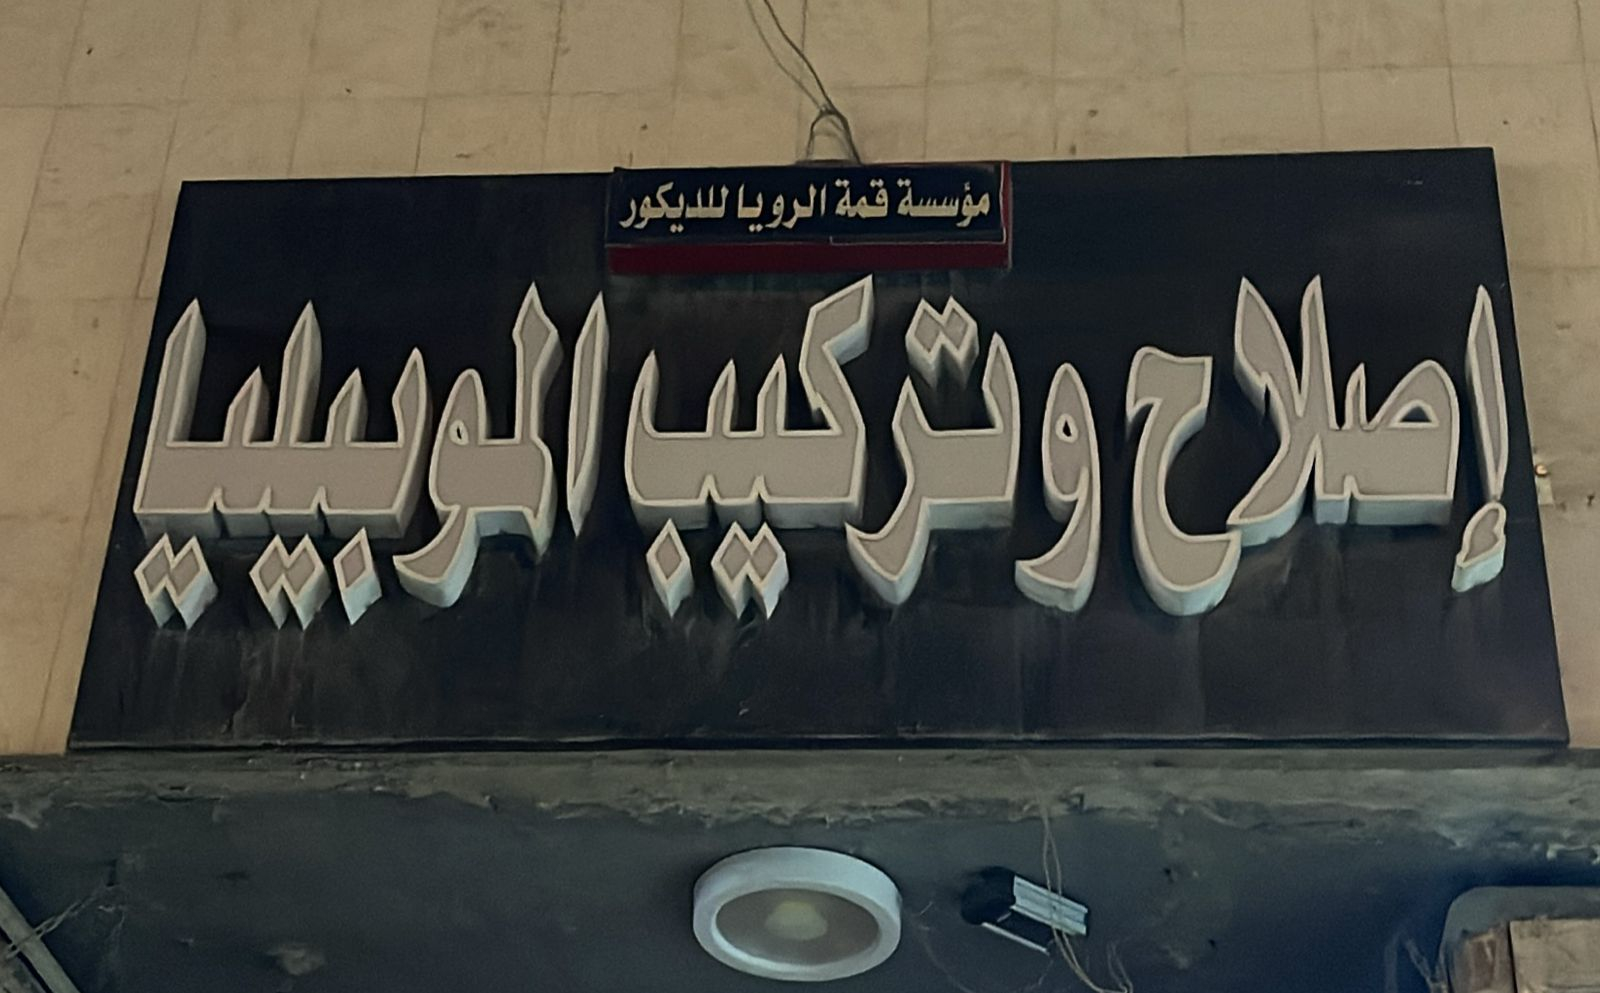 مؤسسة قمة الرويا للديكور
إصلاح وتركيب الموبيليا